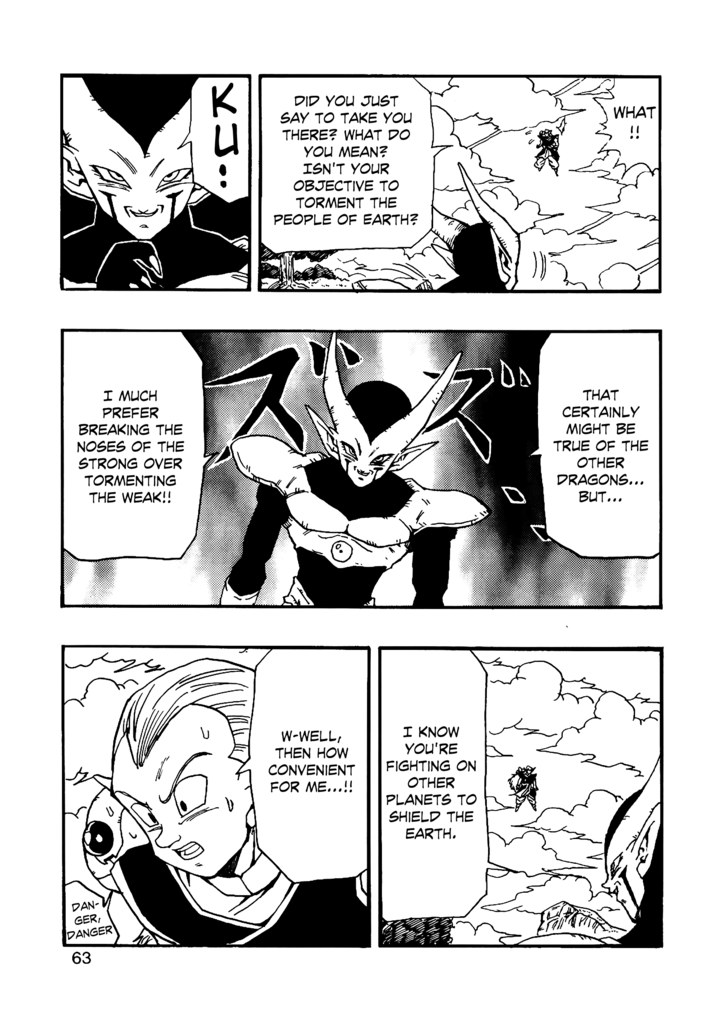 WHAT
!!
DID YOU JUST
SAY TO TAKE YOU
THERE? WHAT DO
YOU MEAN?
ISN'T YOUR
OBJECTIVE TO
TORMENT THE
PEOPLE OF EARTH?
KU...
THAT
CERTAINLY
MIGHT BE
TRUE OF THE
OTHER
DRAGONS...
BUT...
ズズ
I MUCH
PREFER
BREAKING THE
NOSES OF THE
STRONG OVER
TORMENTING
THE WEAK!!
I KNOW
YOU'RE
FIGHTING ON
OTHER
PLANETS TO
SHIELD THE
EARTH.
W-WELL,
THEN HOW
CONVENIENT
FOR ME...!!
DAN-
GER,
DANGER
63